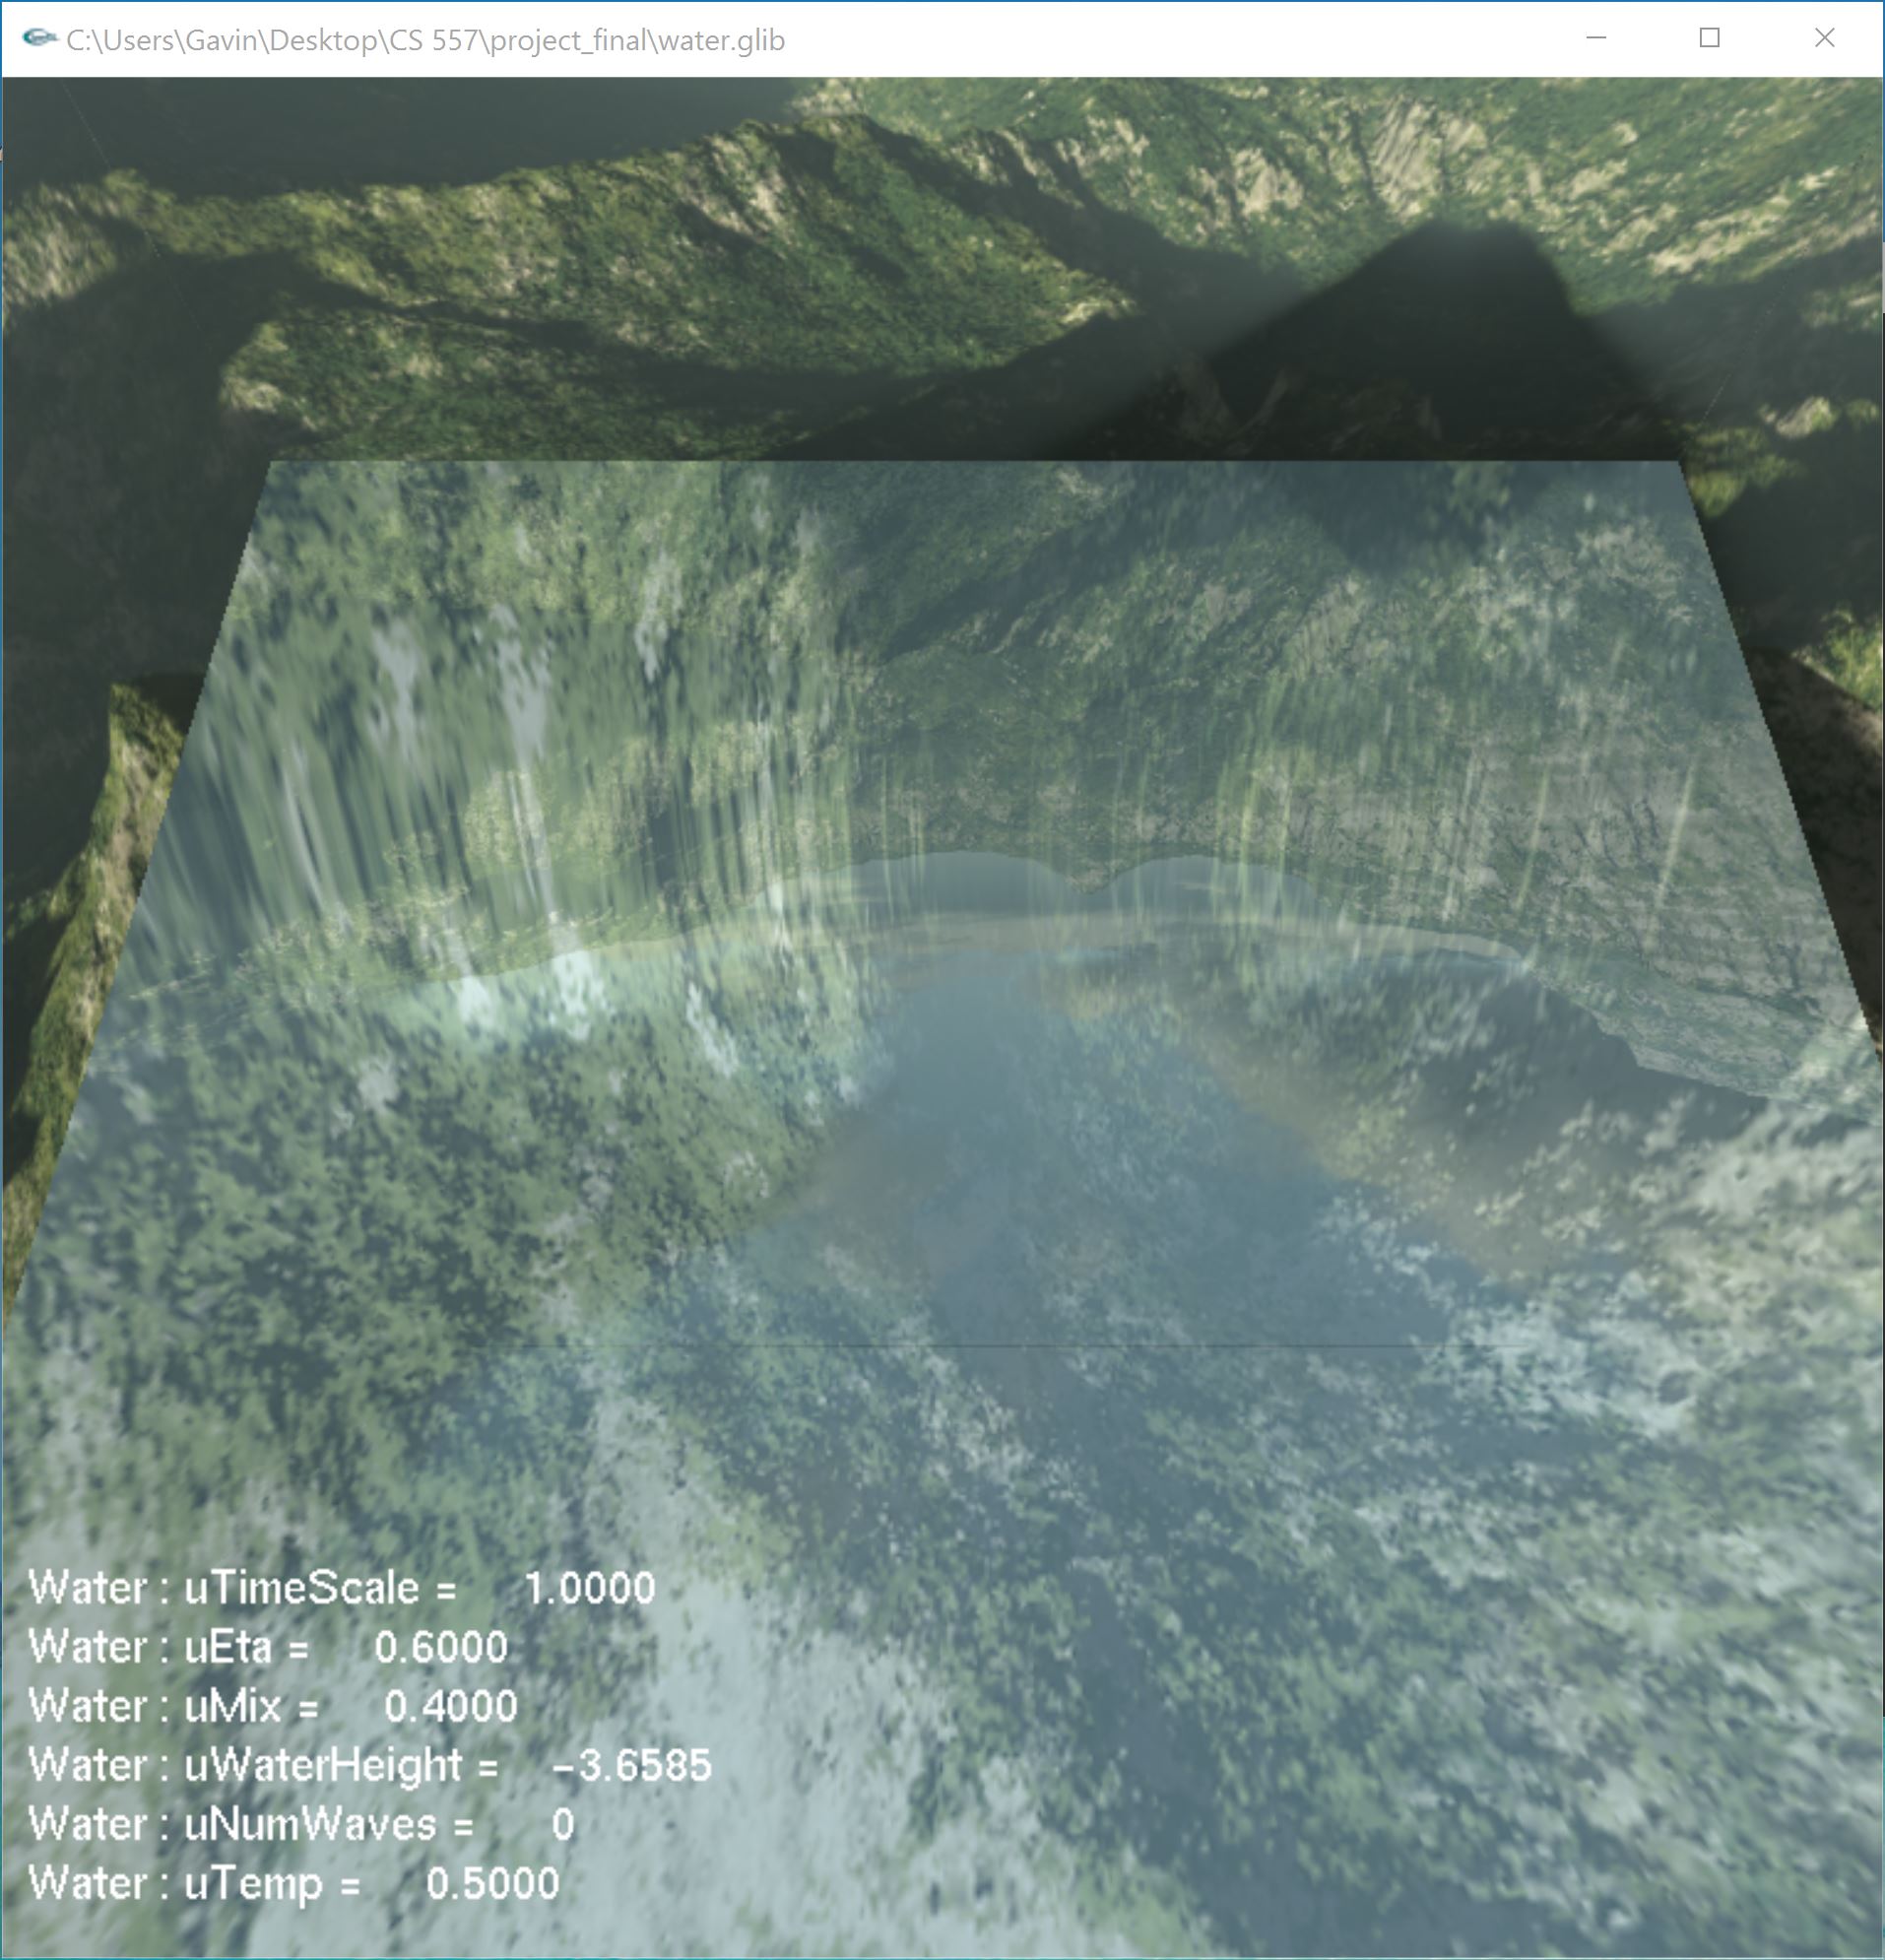 C:\Users\Gavin\Desktop\CS 557\project_final\water.glib
Water : uTimeScale = 1.0000
Water : uEta = 0.6000
Water : uMix = 0.4000
Water : uWaterHeight = -3.6585
Water : uNumWaves = 0
Water : uTemp = 0.5000